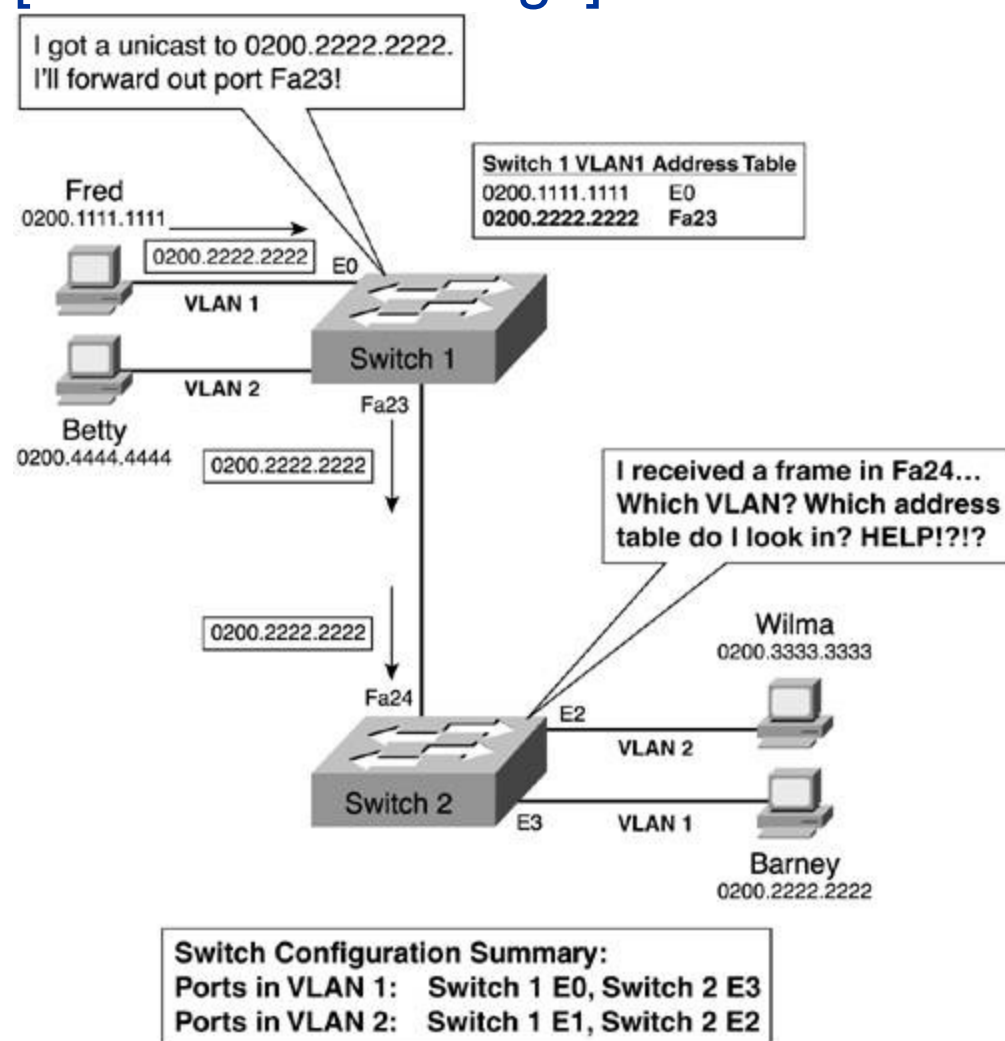 I got a unicast to 0200.2222.2222.
I'll forward out port Fa23!
Switch 1 VLAN1 Address Table
0200.1111.1111 E0
0200.2222.2222 Fa23
Fred
0200.1111.1111
0200.2222.2222
E0
VLAN 1
Switch 1
VLAN 2
Fa23
Betty
0200.4444.4444
0200.2222.2222
I received a frame in Fa24...
Which VLAN? Which address
table do I look in? HELP!?!?
0200.2222.2222
Wilma
0200.3333.3333
Fa24
E2
VLAN 2
Switch 2
E3
VLAN 1
Barney
0200.2222.2222
Switch Configuration Summary:
Ports in VLAN 1: Switch 1 E0, Switch 2 E3
Ports in VLAN 2: Switch 1 E1, Switch 2 E2